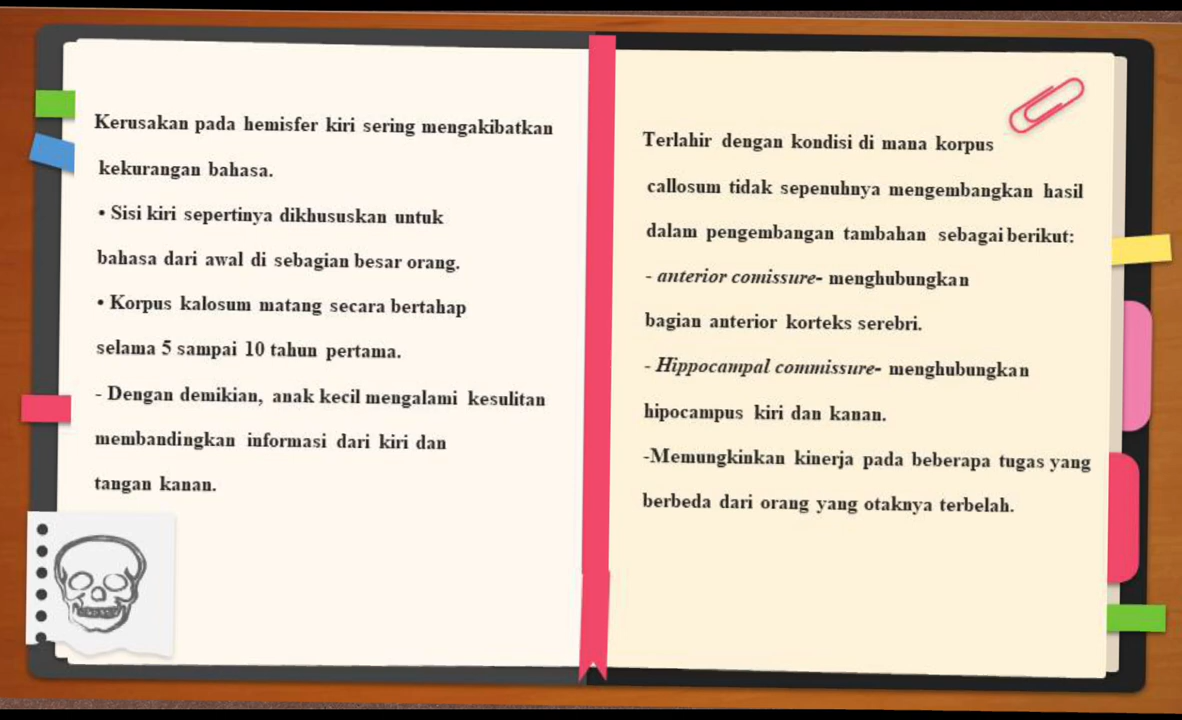 Kerusakan pada hemisfer kiri sering mengakibatkan
kekurangan bahasa.
• Sisi kiri sepertinya dikhususkan untuk
bahasa dari awal di sebagian besar orang.
• Korpus kalosum matang secara bertahap
selama 5 sampai 10 tahun pertama.
- Dengan demikian, anak kecil mengalami kesulitan
membandingkan informasi dari kiri dan
tangan kanan.
Terlahir dengan kondisi di mana korpus
callosum tidak sepenuhnya mengembangkan hasil
dalam pengembangan tambahan sebagai berikut:
- anterior comissure- menghubungkan
bagian anterior korteks serebri.
- Hippocampal commissure- menghubungkan
hipocampus kiri dan kanan.
-Memungkinkan kinerja pada beberapa tugas yang
berbeda dari orang yang otaknya terbelah.